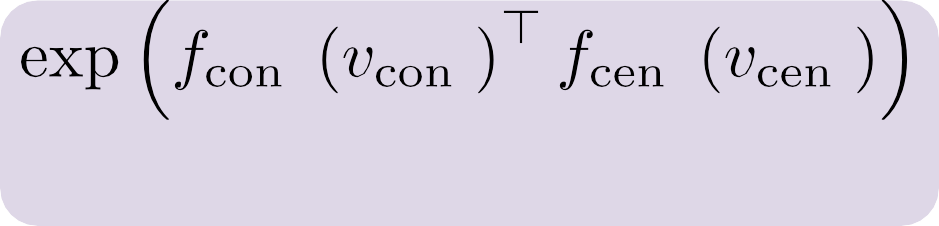 exp(f_con (v_con)^⊤ f_cen (v_cen))